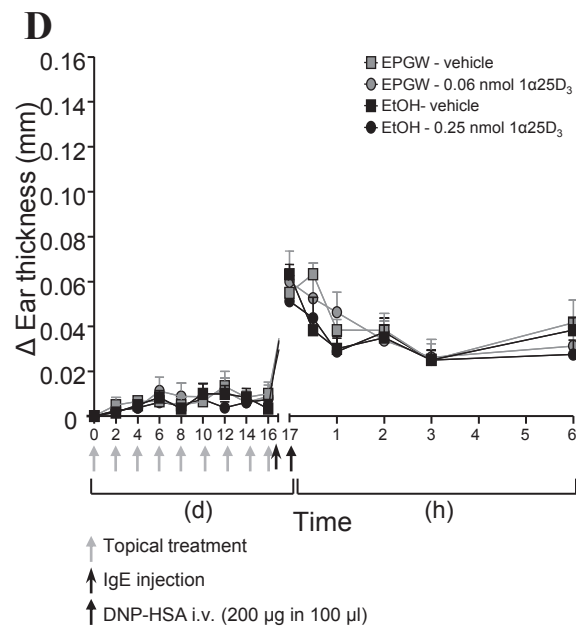 D
Δ Ear thickness (mm)
0.16
0.14
0.12
0.10
0.08
0.06
0.04
0.02
0
EPGW - vehicle
EPGW - 0.06 nmol 1α25D₃
EtOH- vehicle
EtOH - 0.25 nmol 1α25D₃
0 2 4 6 8 10 12 14 16 17 1 2 3 4 5 6
(d) (h)
Time
Topical treatment
IgE injection
DNP-HSA i.v. (200 µg in 100 µl)